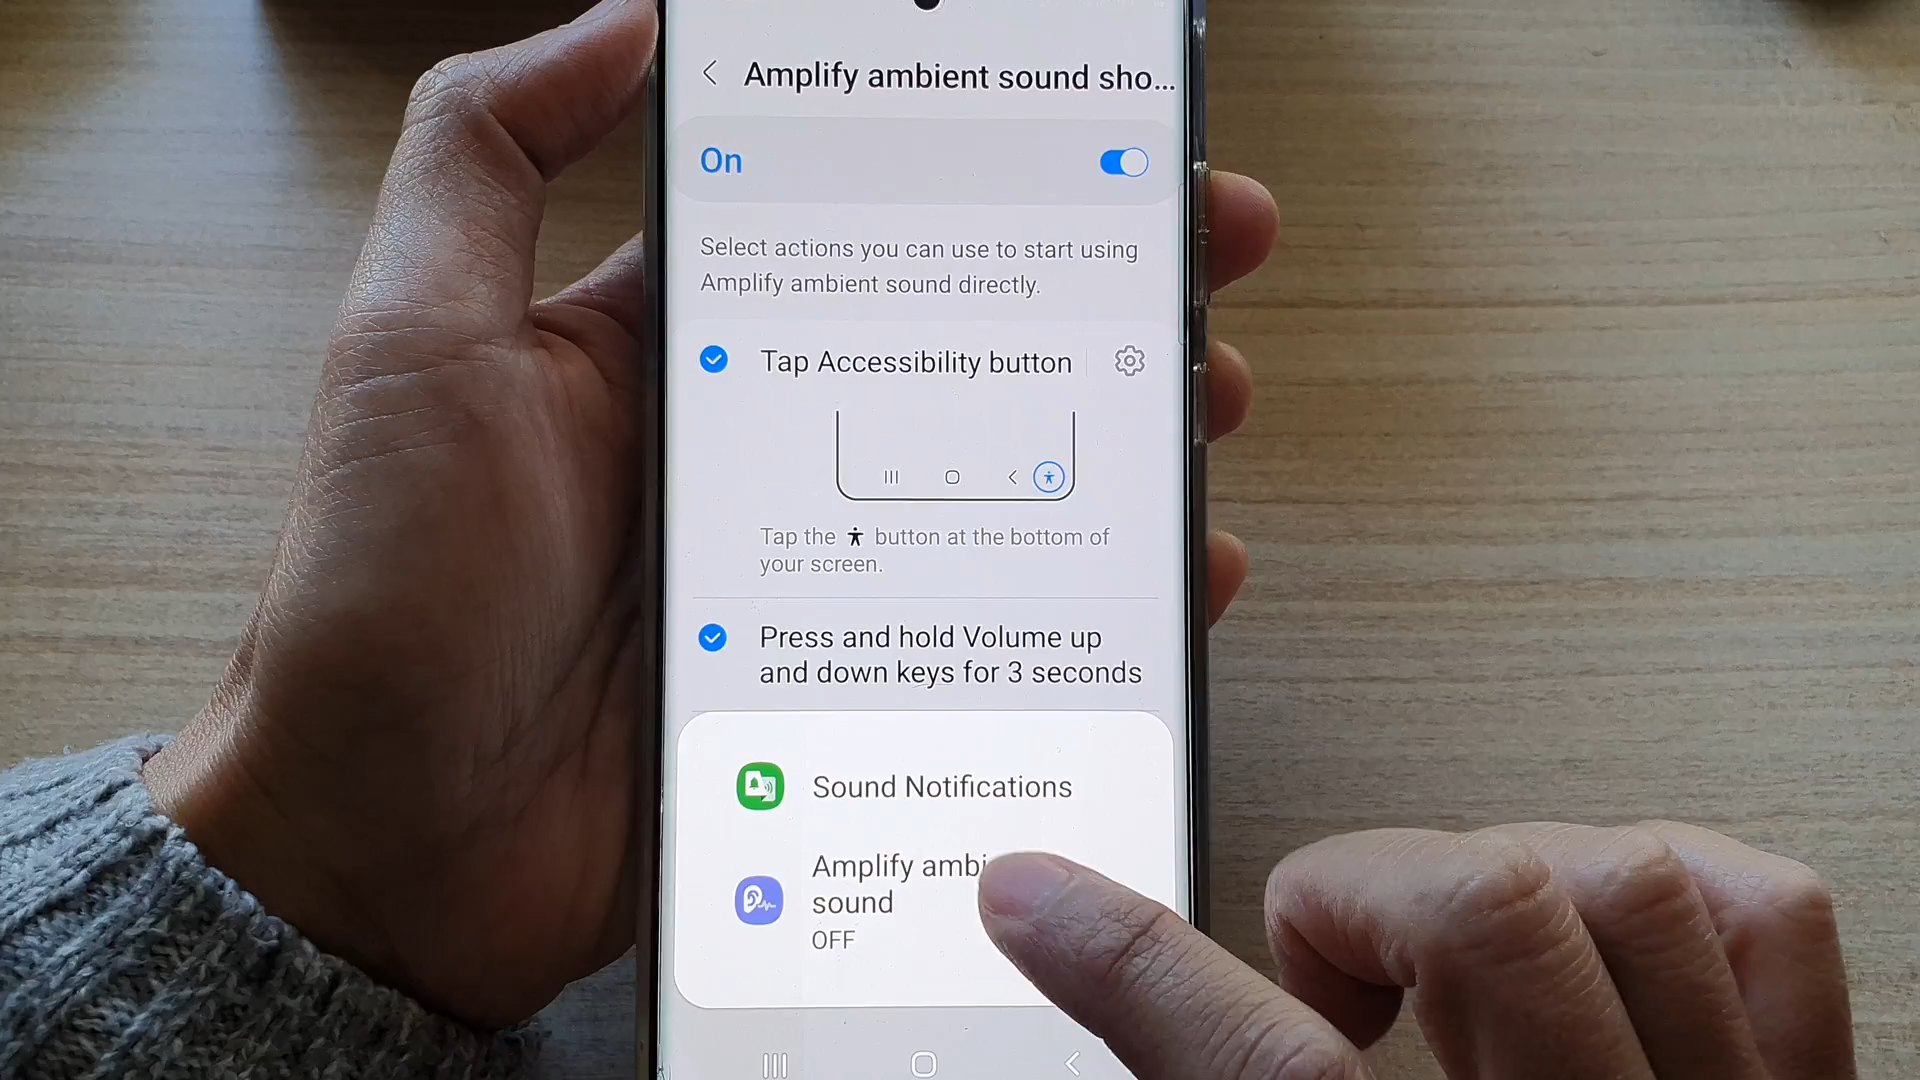 Amplify ambient sound sho...
On
Select actions you can use to start using
Amplify ambient sound directly.
Tap Accessibility button
Tap the button at the bottom of
your screen.
Press and hold Volume up
and down keys for 3 seconds
Sound Notifications
Amplify ambi
sound
OFF